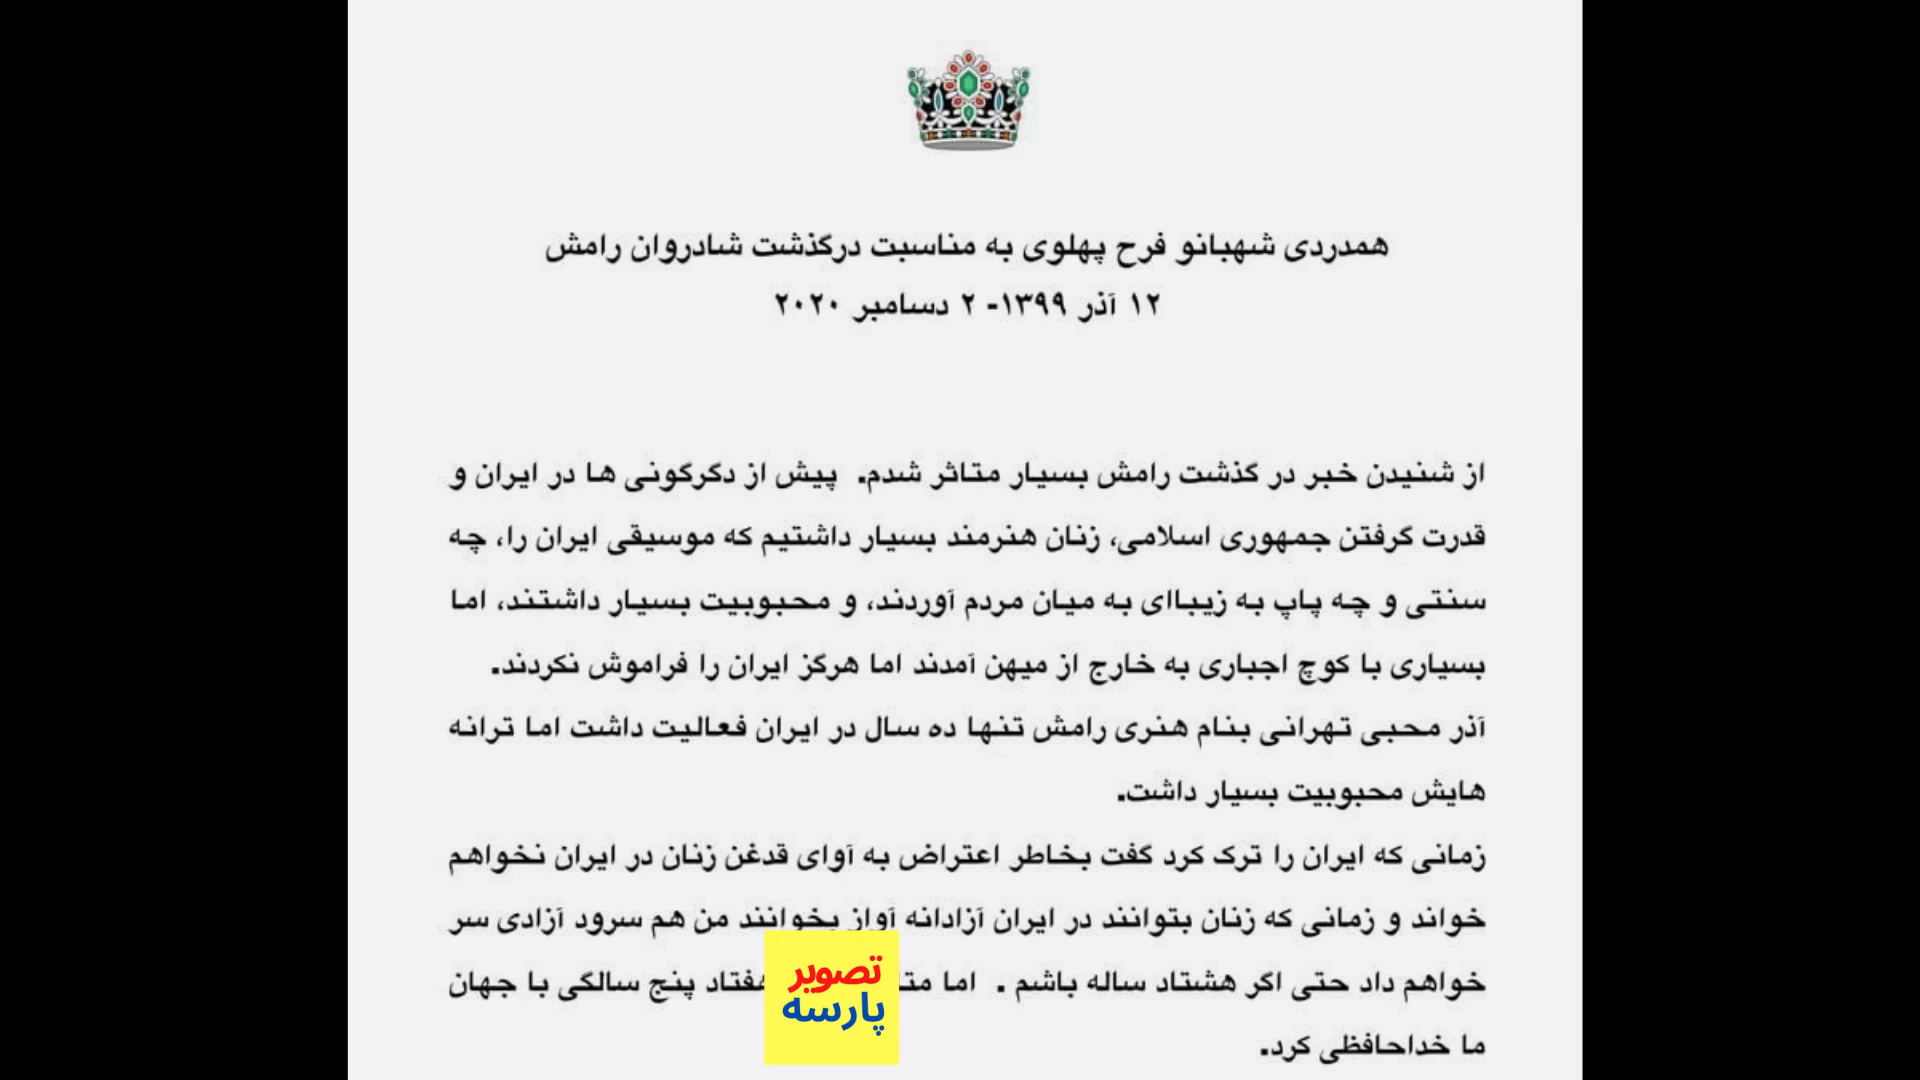 همدردی شهبانو فرح پهلوی به مناسبت درگذشت شادروان رامش
۱۲ آذر ۱۳۹۹- ۲ دسامبر ۲۰۲۰
از شنیدن خبر در گذشت رامش بسیار متاثر شدم. پیش از دگرگونی ها در ایران و
قدرت گرفتن جمهوری اسلامی، زنان هنرمند بسیار داشتیم که موسیقی ایران را، چه
سنتی و چه پاپ به زیباای به میان مردم آوردند، و محبوبیت بسیار داشتند، اما
بسیاری با کوچ اجباری به خارج از میهن آمدند اما هرگز ایران را فراموش نکردند.
آذر محبی تهرانی بنام هنری رامش تنها ده سال در ایران فعالیت داشت اما ترانه
هایش محبوبیت بسیار داشت.
زمانی که ایران را ترک کرد گفت بخاطر اعتراض به آوای قدغن زنان در ایران نخواهم
خواند و زمانی که زنان بتوانند در ایران آزادانه آواز بخوانند من هم سرود آزادی سر
خواهم داد حتی اگر هشتاد ساله باشم . اما هفتاد پنج سالگی با جهان
ما خداحافظی کرد.
تصویر
پارسه